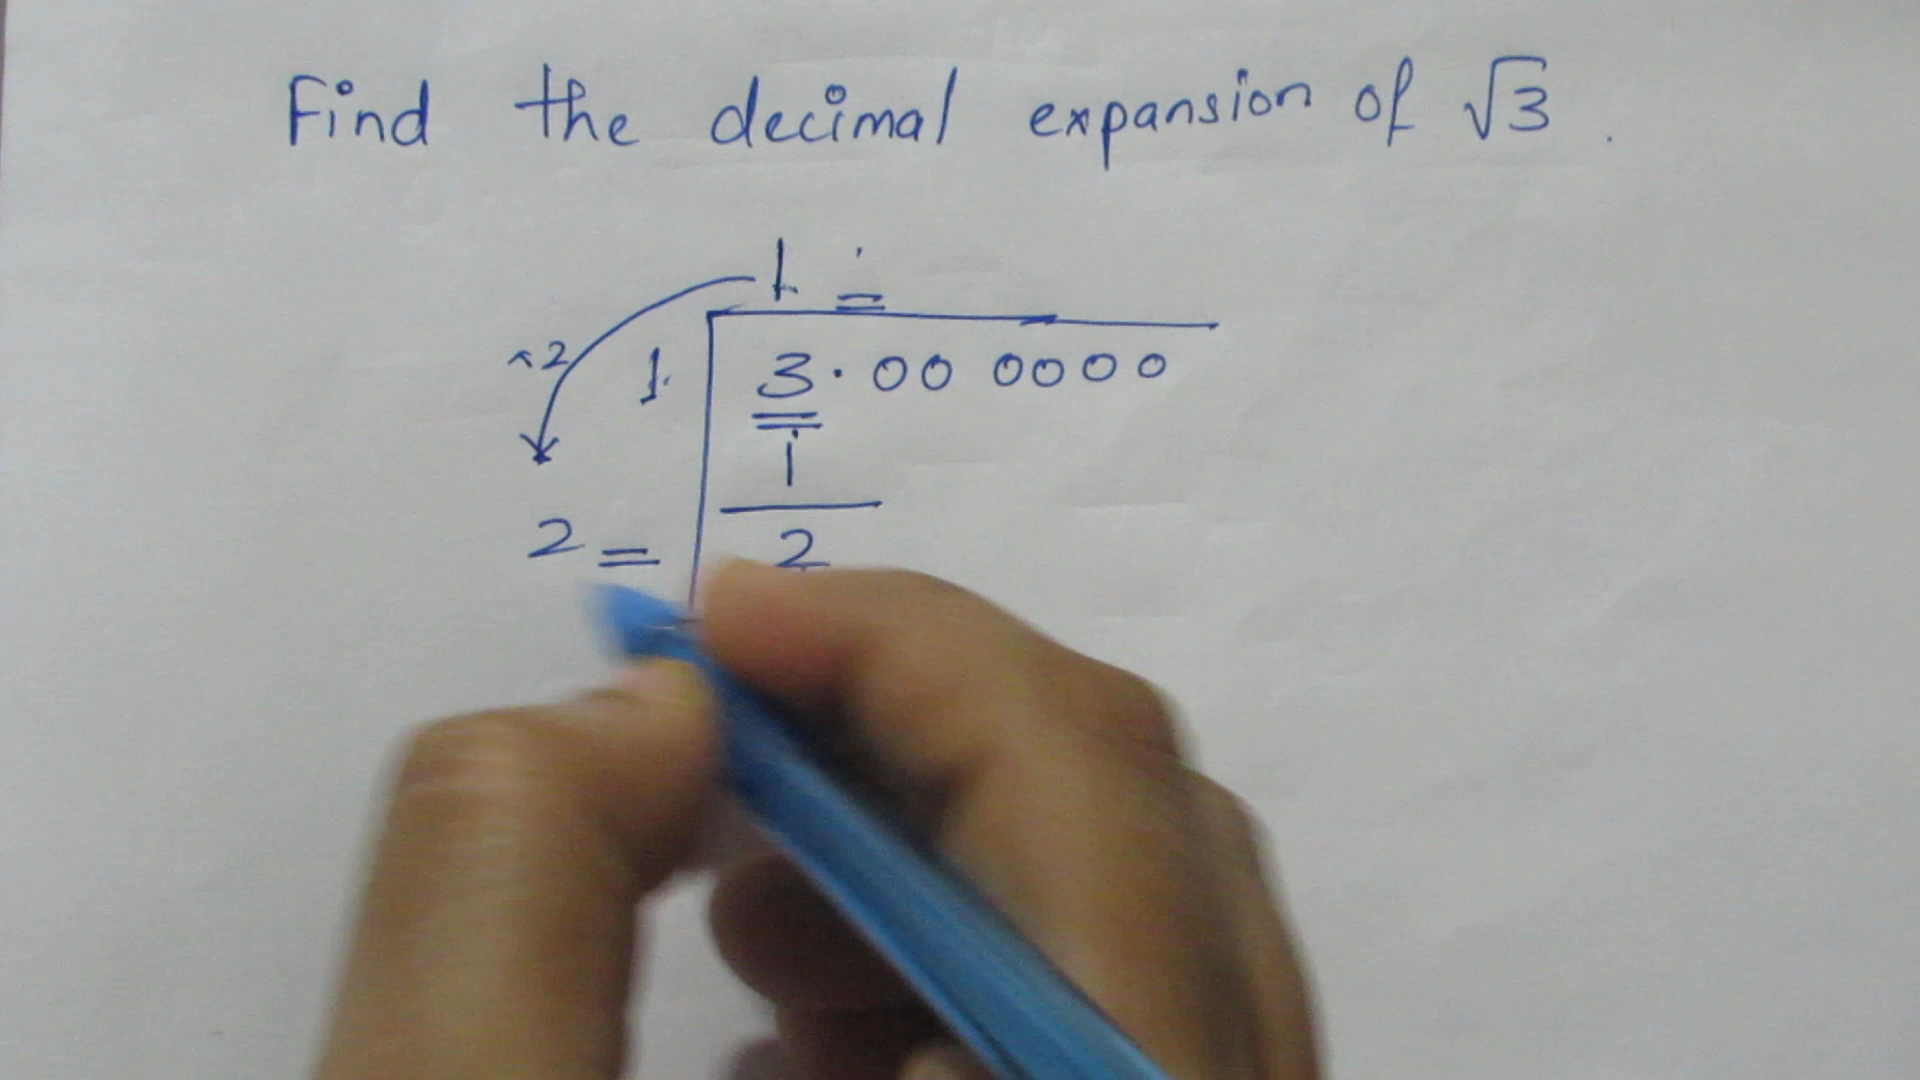 Find the decimal expansion of √3.
1. =
×2 1. 3.00 0000
1
2 = 2